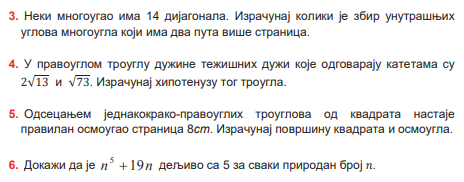 3. Неки многоугао има 14 дијагонала. Израчунај колики је збир унутрашњих
углова многоугла који има два пута више страница.
4. У правоуглом троуглу дужине тежишних дужи које одговарају катетама су
2√13 и √73. Израчунај хипотенузу тог троугла.
5. Одсецањем једнакокрако-правоуглих троуглова од квадрата настаје
правилан осмоугао страница 8cm. Израчунај површину квадрата и осмоугла.
6. Докажи да је n⁵ + 19n дељиво са 5 за сваки природан број n.